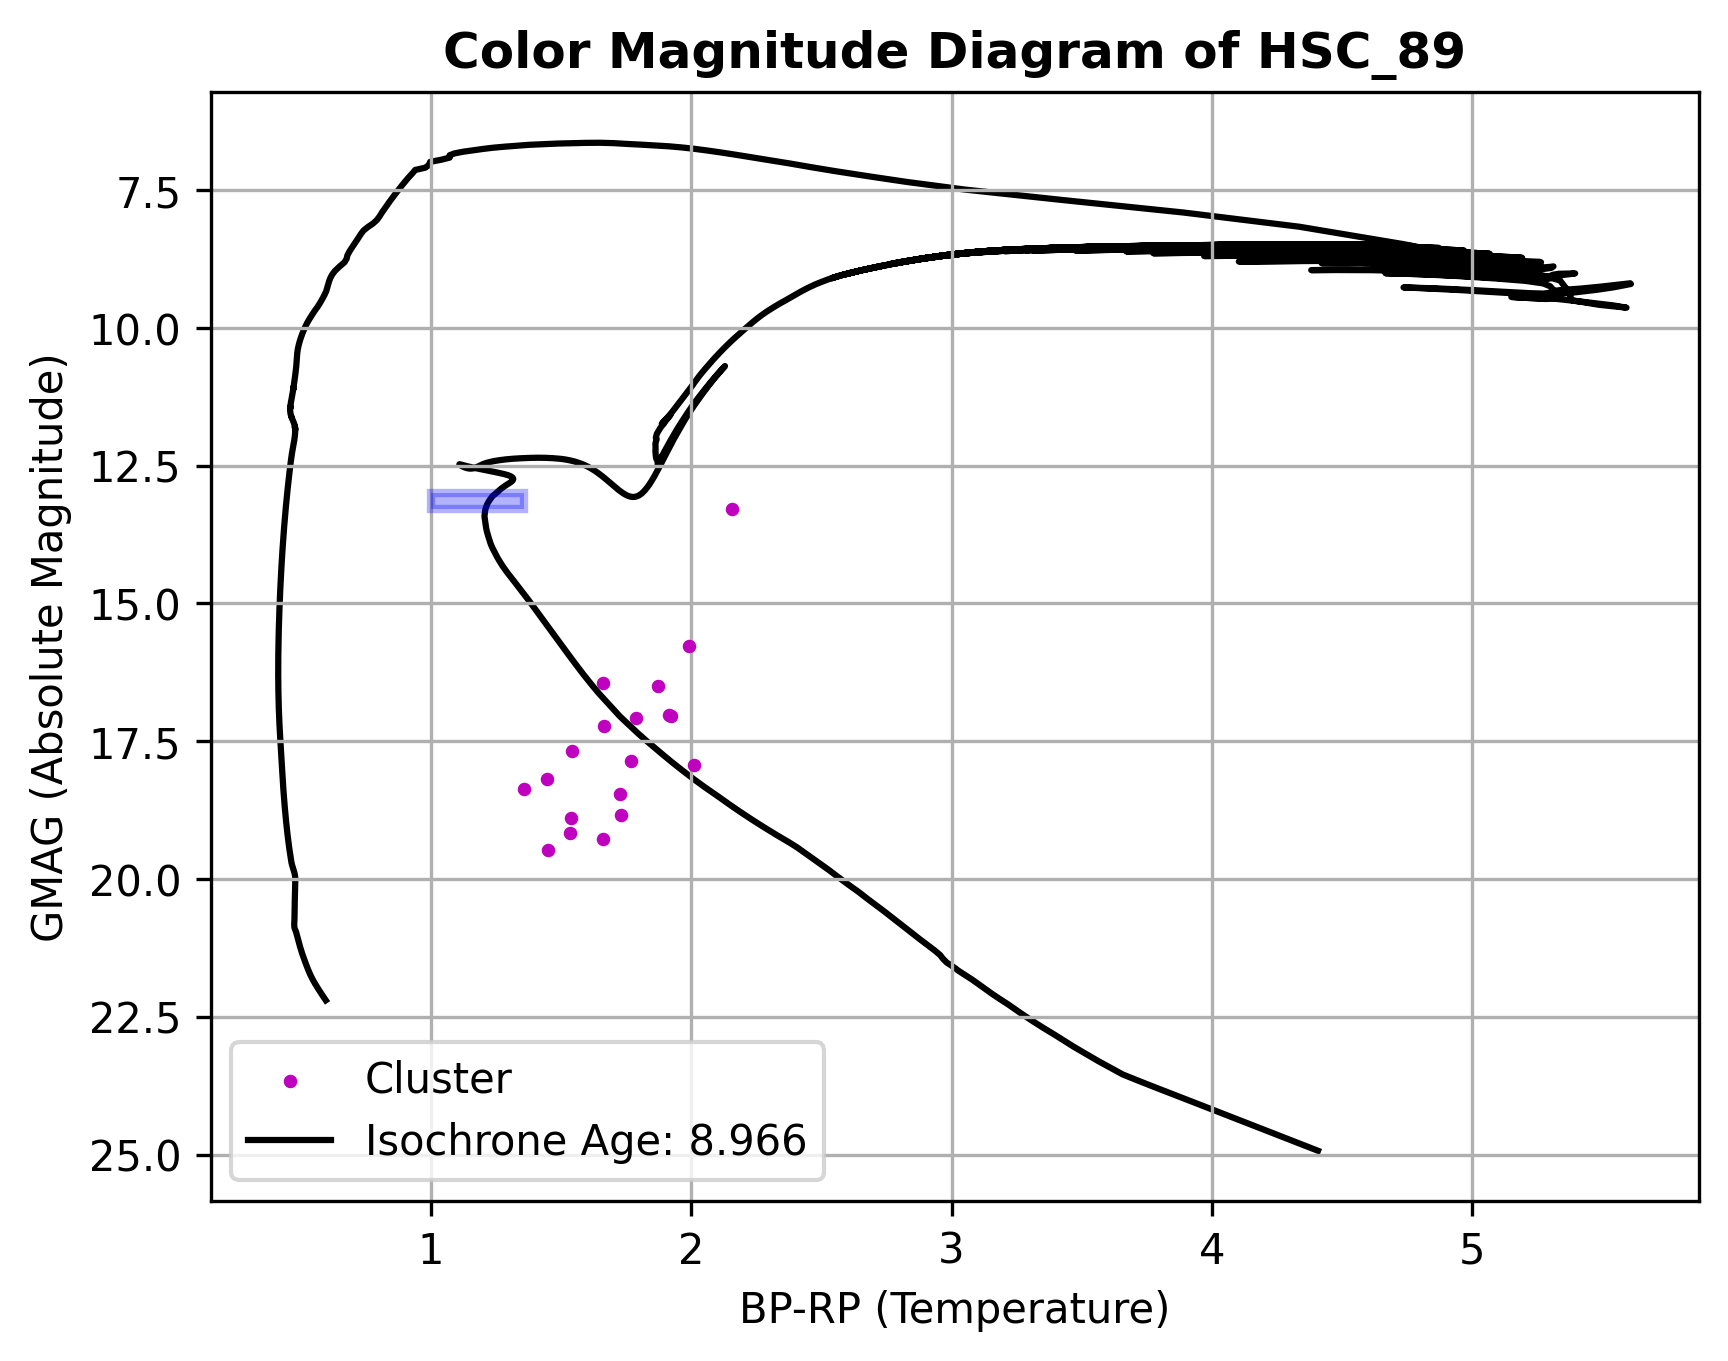 Color Magnitude Diagram of HSC_89
GMAG (Absolute Magnitude)
7.5
10.0
12.5
15.0
17.5
20.0
22.5
25.0
Cluster
Isochrone Age: 8.966
1 2 3 4 5
BP-RP (Temperature)